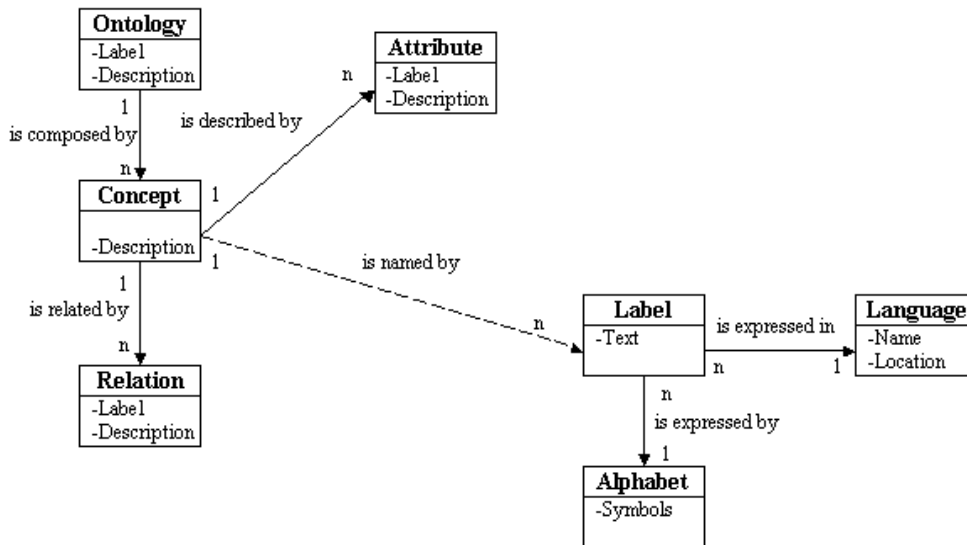 Ontology
-Label
-Description
Attribute
-Label
-Description
1
n
is composed by
is described by
n
1
Concept
-Description
1
1
is related by
n
is named by
n
Relation
-Label
-Description
Label
-Text
is expressed in
n
1
Language
-Name
-Location
n
is expressed by
1
Alphabet
-Symbols